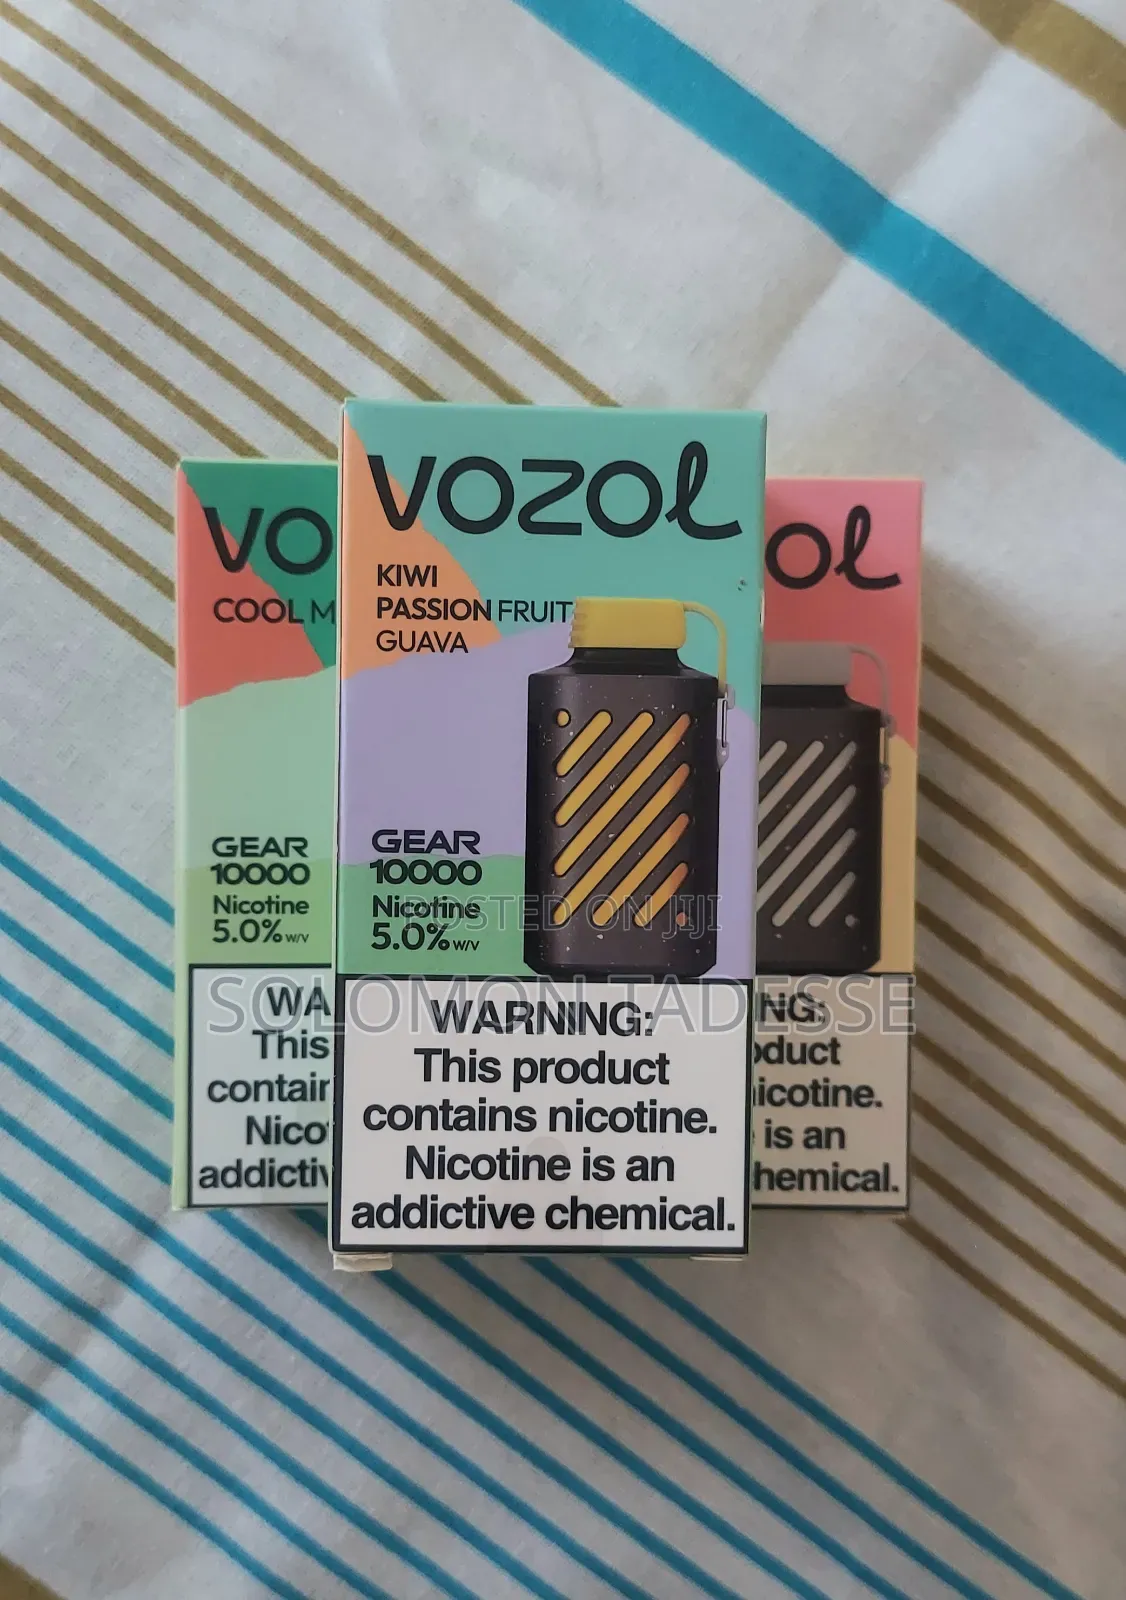 VOZOL
KIWI
PASSION FRUIT
GUAVA
GEAR
10000
Nicotine
5.0% w/v
WARNING:
This product
contains nicotine.
Nicotine is an
addictive chemical.
VO
COOL M
GEAR
10000
Nicotine
5.0% w/v
WA
This
contain
Nico
addictiv
OL
NG:
oduct
icotine.
is an
hemical.
POSTED ON JIJI
SOLOMON TADESSE